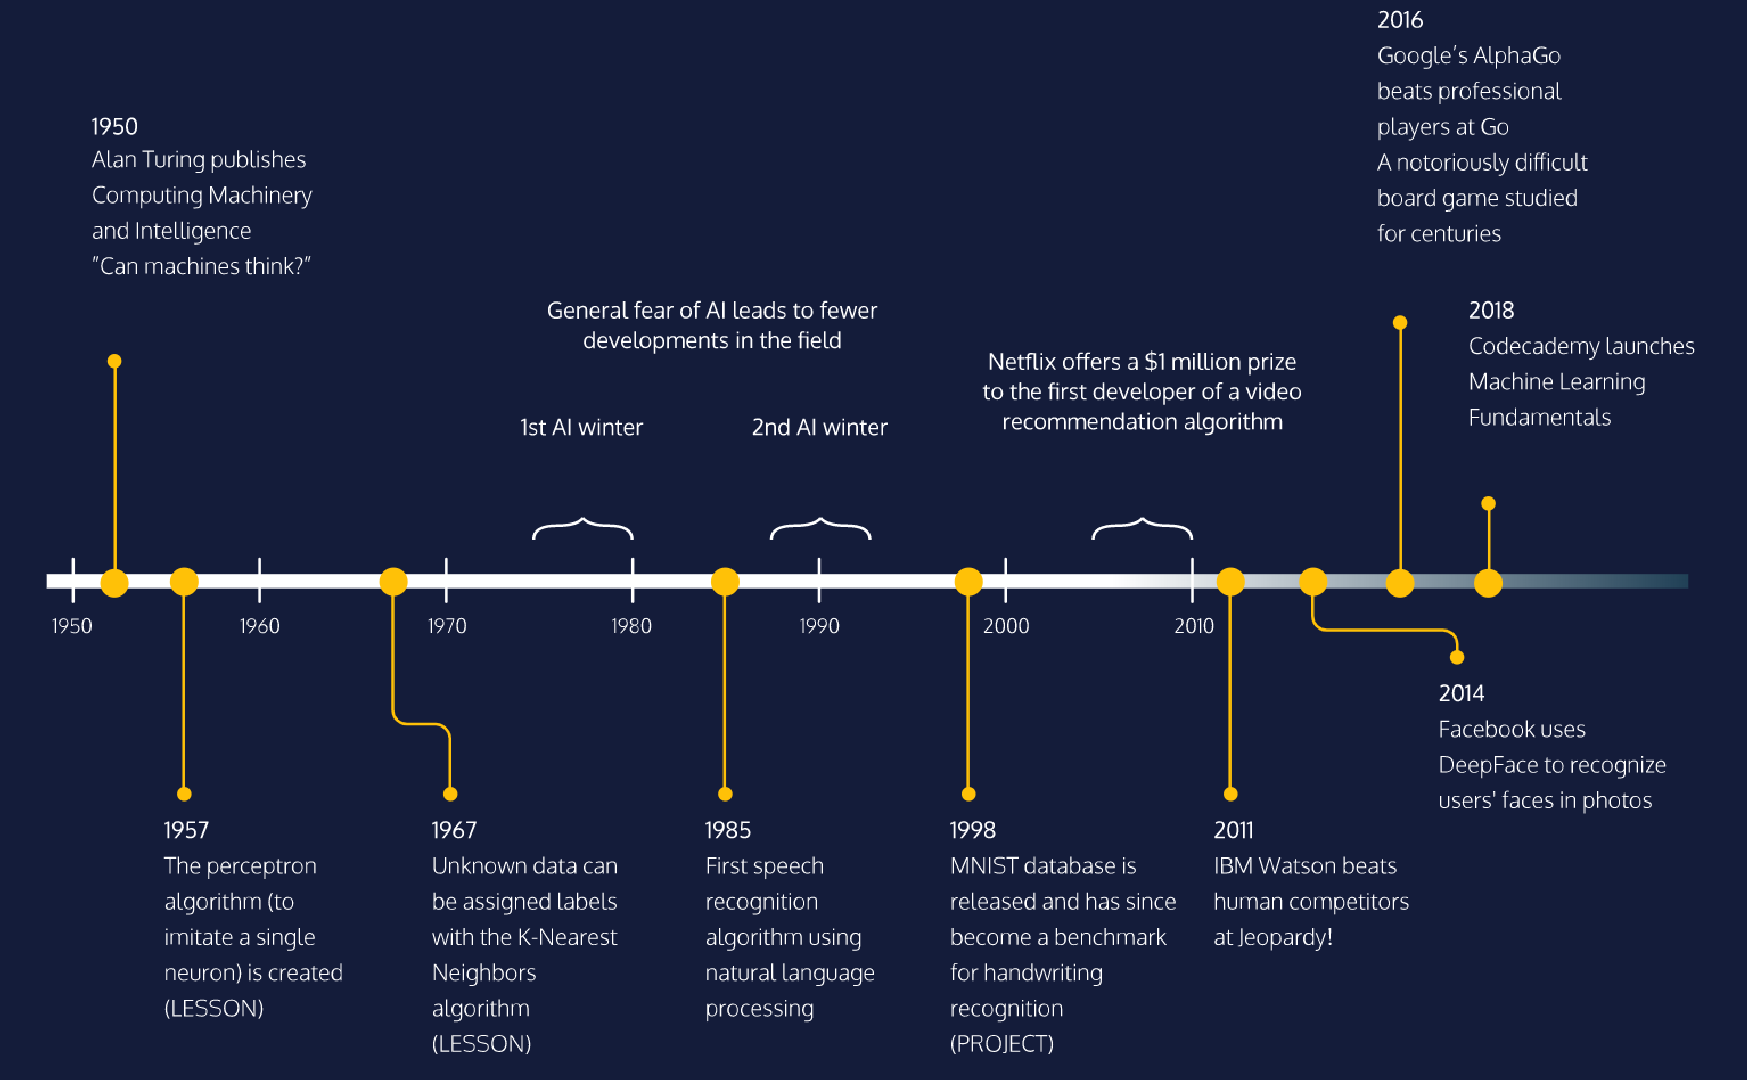 2016
Google's AlphaGo
beats professional
players at Go
A notoriously difficult
board game studied
for centuries
1950
Alan Turing publishes
Computing Machinery
and Intelligence
"Can machines think?"
General fear of AI leads to fewer
developments in the field
1st AI winter
2nd AI winter
Netflix offers a $1 million prize
to the first developer of a video
recommendation algorithm
2018
Codecademy launches
Machine Learning
Fundamentals
1950
1960
1970
1980
1990
2000
2010
2014
Facebook uses
DeepFace to recognize
users' faces in photos
1957
The perceptron
algorithm (to
imitate a single
neuron) is created
(LESSON)
1967
Unknown data can
be assigned labels
with the K-Nearest
Neighbors
algorithm
(LESSON)
1985
First speech
recognition
algorithm using
natural language
processing
1998
MNIST database is
released and has since
become a benchmark
for handwriting
recognition
(PROJECT)
2011
IBM Watson beats
human competitors
at Jeopardy!